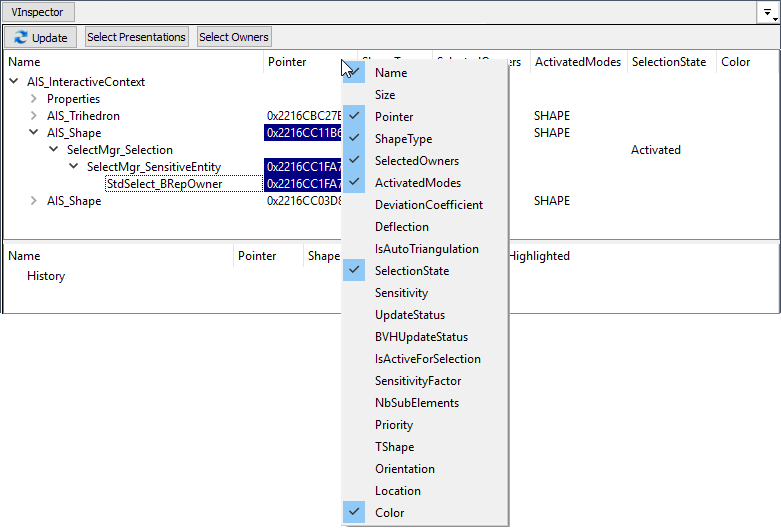 VInspector
Update Select Presentations Select Owners
Name Pointer ActivatedModes SelectionState Color
AIS_InteractiveContext
Properties
AIS_Trihedron 0x2216CBC27E SHAPE
AIS_Shape 0x2216CC11B6 SHAPE
SelectMgr_Selection Activated
SelectMgr_SensitiveEntity 0x2216CC1FA7
StdSelect_BRepOwner 0x2216CC1FA7
AIS_Shape 0x2216CC03D8 SHAPE
Name Pointer Shape Highlighted
History
Name
Size
Pointer
ShapeType
SelectedOwners
ActivatedModes
DeviationCoefficient
Deflection
IsAutoTriangulation
SelectionState
Sensitivity
UpdateStatus
BVHUpdateStatus
IsActiveForSelection
SensitivityFactor
NbSubElements
Priority
TShape
Orientation
Location
Color